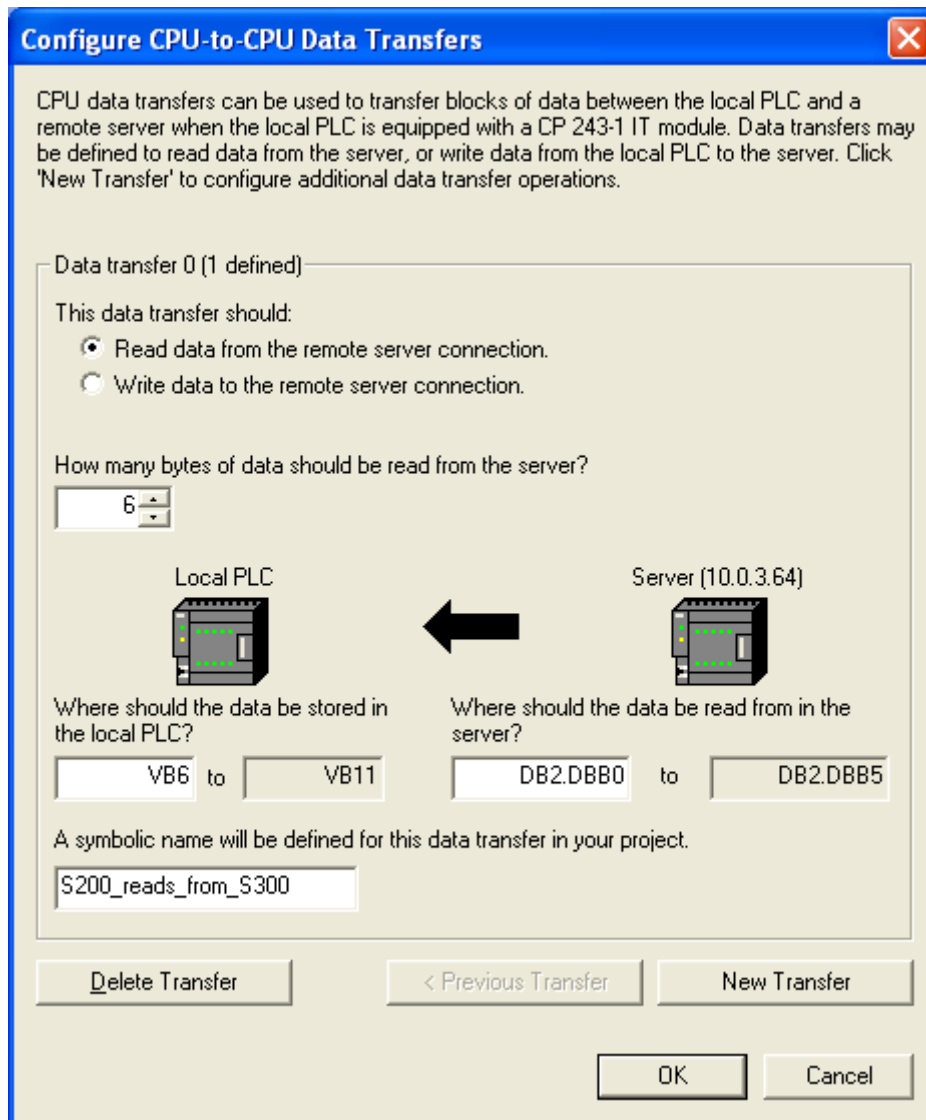 Configure CPU-to-CPU Data Transfers
CPU data transfers can be used to transfer blocks of data between the local PLC and a
remote server when the local PLC is equipped with a CP 243-1 IT module. Data transfers may
be defined to read data from the server, or write data from the local PLC to the server. Click
'New Transfer' to configure additional data transfer operations.
Data transfer 0 (1 defined)
This data transfer should:
Read data from the remote server connection.
Write data to the remote server connection.
How many bytes of data should be read from the server?
6
Local PLC Server (10.0.3.64)
Where should the data be stored in
the local PLC?
VB6 to VB11
Where should the data be read from in the
server?
DB2.DBB0 to DB2.DBB5
A symbolic name will be defined for this data transfer in your project.
S200_reads_from_S300
Delete Transfer < Previous Transfer New Transfer
OK Cancel